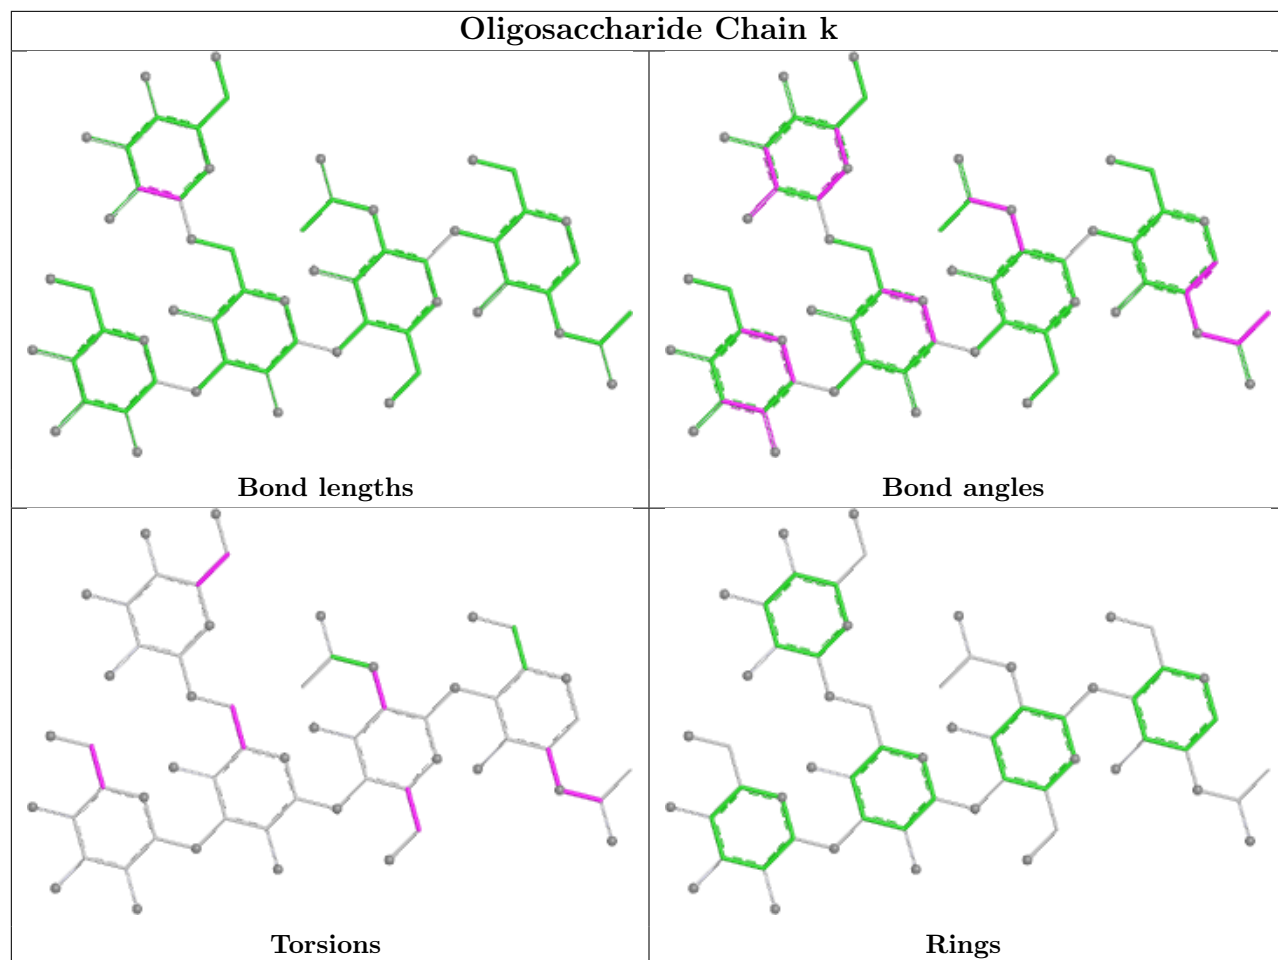 Oligosaccharide Chain k
Bond lengths
Bond angles
Torsions
Rings